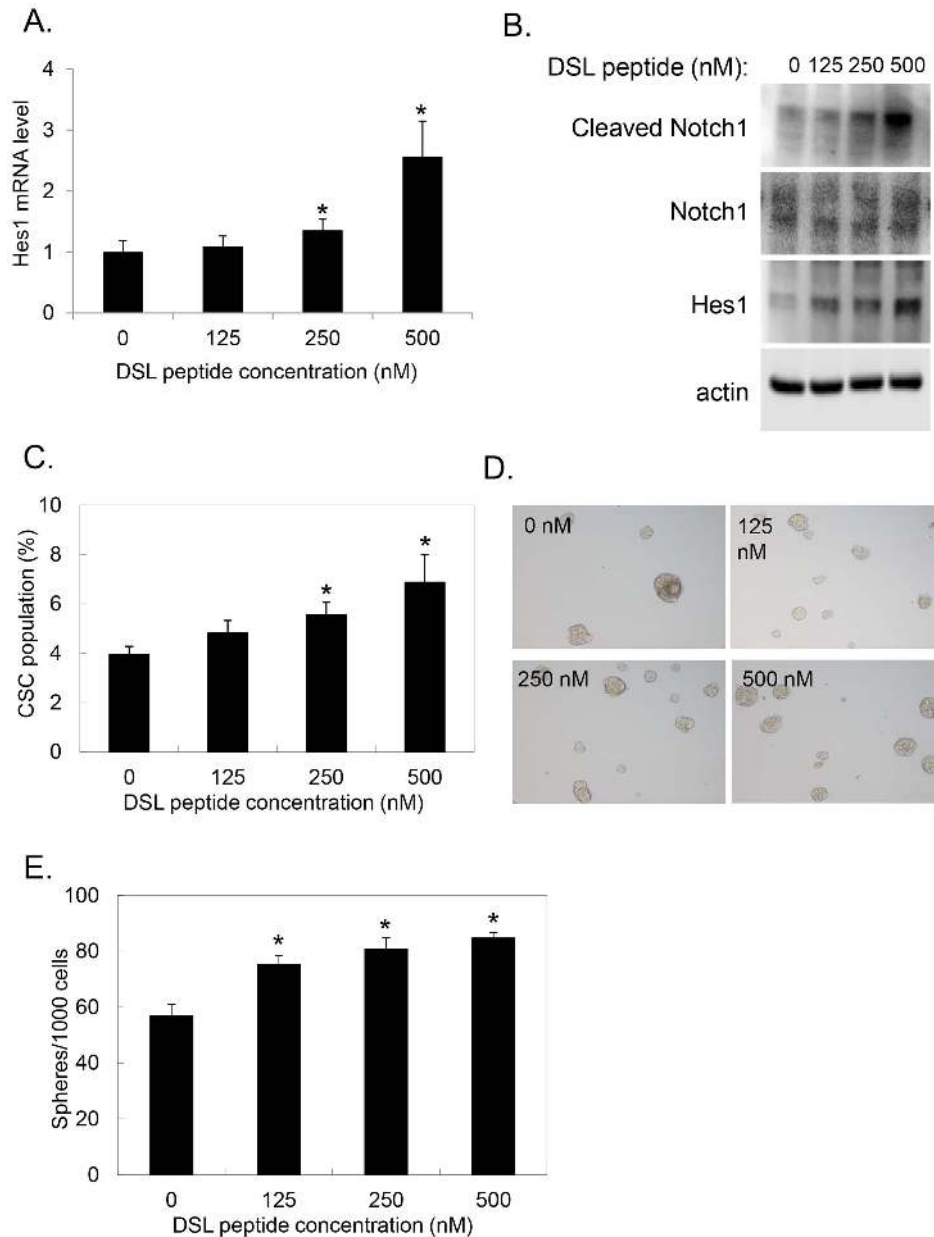 A.
4
3
2
1
0
Hes1 mRNA level
*
*
0 125 250 500
DSL peptide concentration (nM)
B.
DSL peptide (nM): 0 125 250 500
Cleaved Notch1
Notch1
Hes1
actin
C.
10
8
6
4
2
0
CSC population (%)
*
*
0 125 250 500
DSL peptide concentration (nM)
D.
0 nM
125
nM
250 nM
500 nM
E.
100
80
60
40
20
0
Spheres/1000 cells
*
*
*
0 125 250 500
DSL peptide concentration (nM)